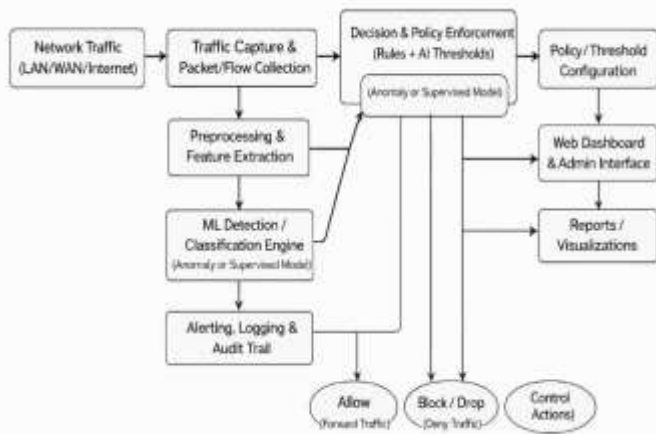 Network Traffic
(LAN/WAN/Internet)
Traffic Capture &
Packet/Flow Collection
Decision & Policy Enforcement
(Rules + AI Thresholds)
(Anomaly or Supervised Model)
Policy/Threshold
Configuration
Preprocessing &
Feature Extraction
Web Dashboard
& Admin Interface
ML Detection /
Classification Engine
(Anomaly or Supervised Model)
Reports /
Visualizations
Alerting, Logging &
Audit Trail
Allow
(Forward Traffic)
Block / Drop
(Deny Traffic)
Control
Actions)